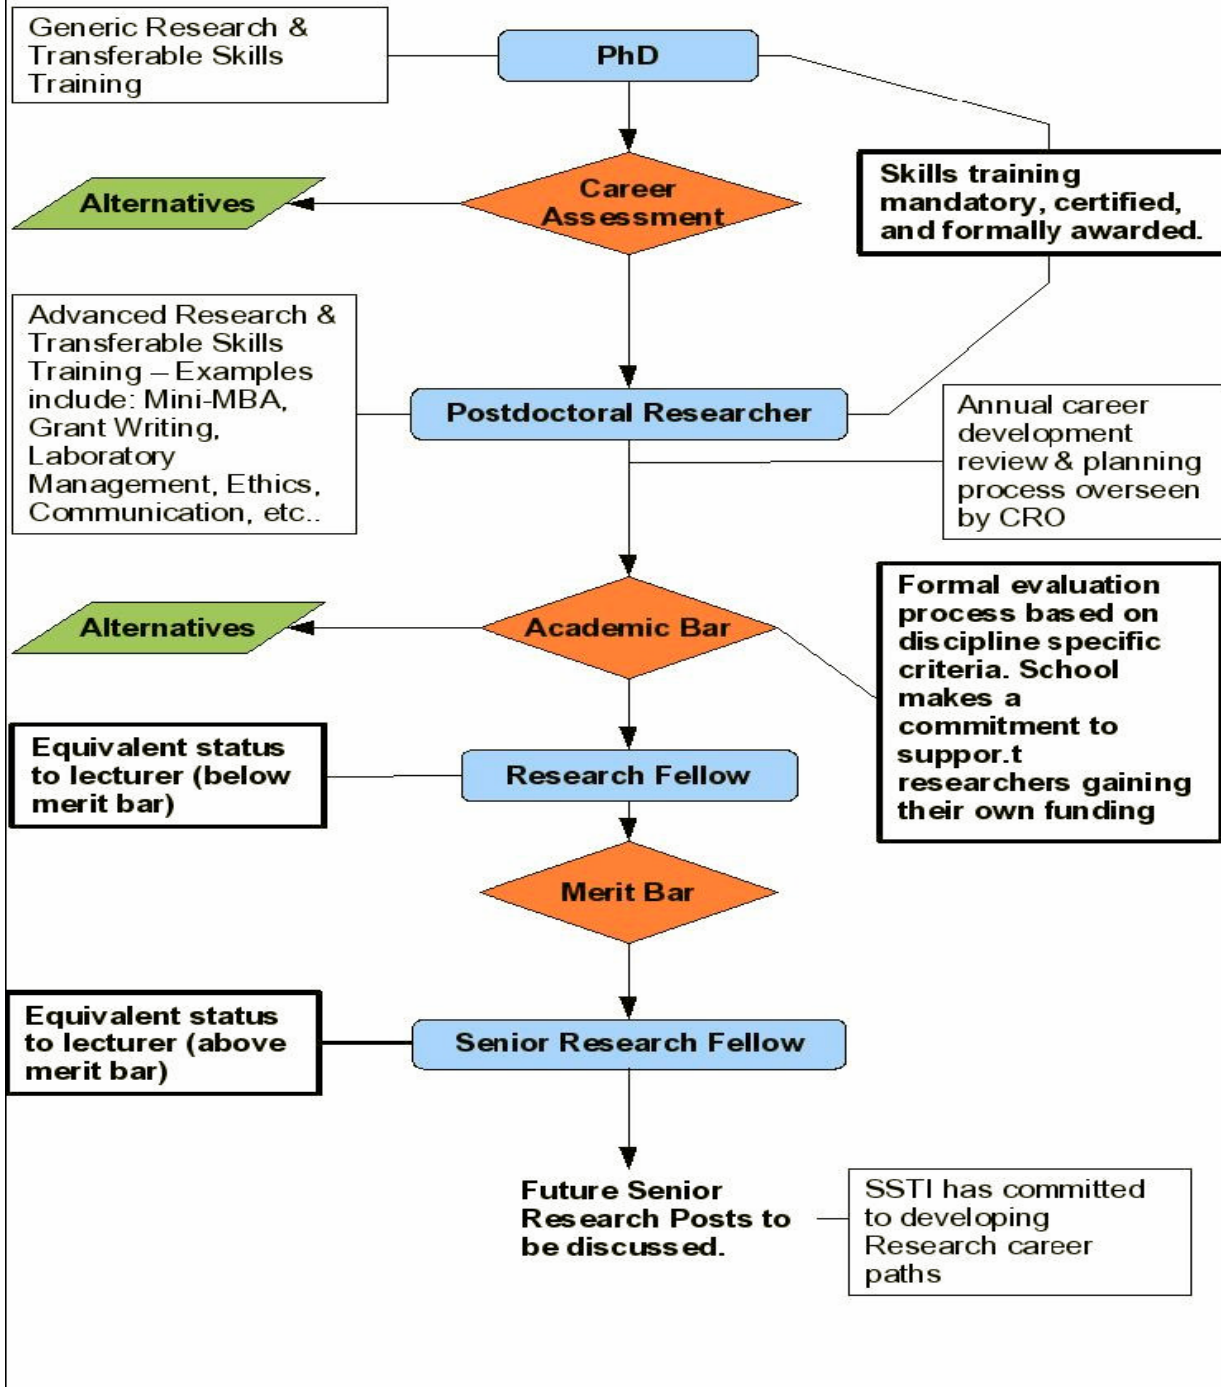 Generic Research &
Transferable Skills
Training
PhD
Career
Assessment
Alternatives
Skills training
mandatory, certified,
and formally awarded.
Advanced Research &
Transferable Skills
Training – Examples
include: Mini-MBA,
Grant Writing,
Laboratory
Management, Ethics,
Communication, etc..
Postdoctoral Researcher
Annual career
development
review & planning
process overseen
by CRO
Alternatives
Academic Bar
Formal evaluation
process based on
discipline specific
criteria. School
makes a
commitment to
suppor.t
researchers gaining
their own funding
Equivalent status
to lecturer (below
merit bar)
Research Fellow
Merit Bar
Equivalent status
to lecturer (above
merit bar)
Senior Research Fellow
Future Senior
Research Posts to
be discussed.
SSTI has committed
to developing
Research career
paths